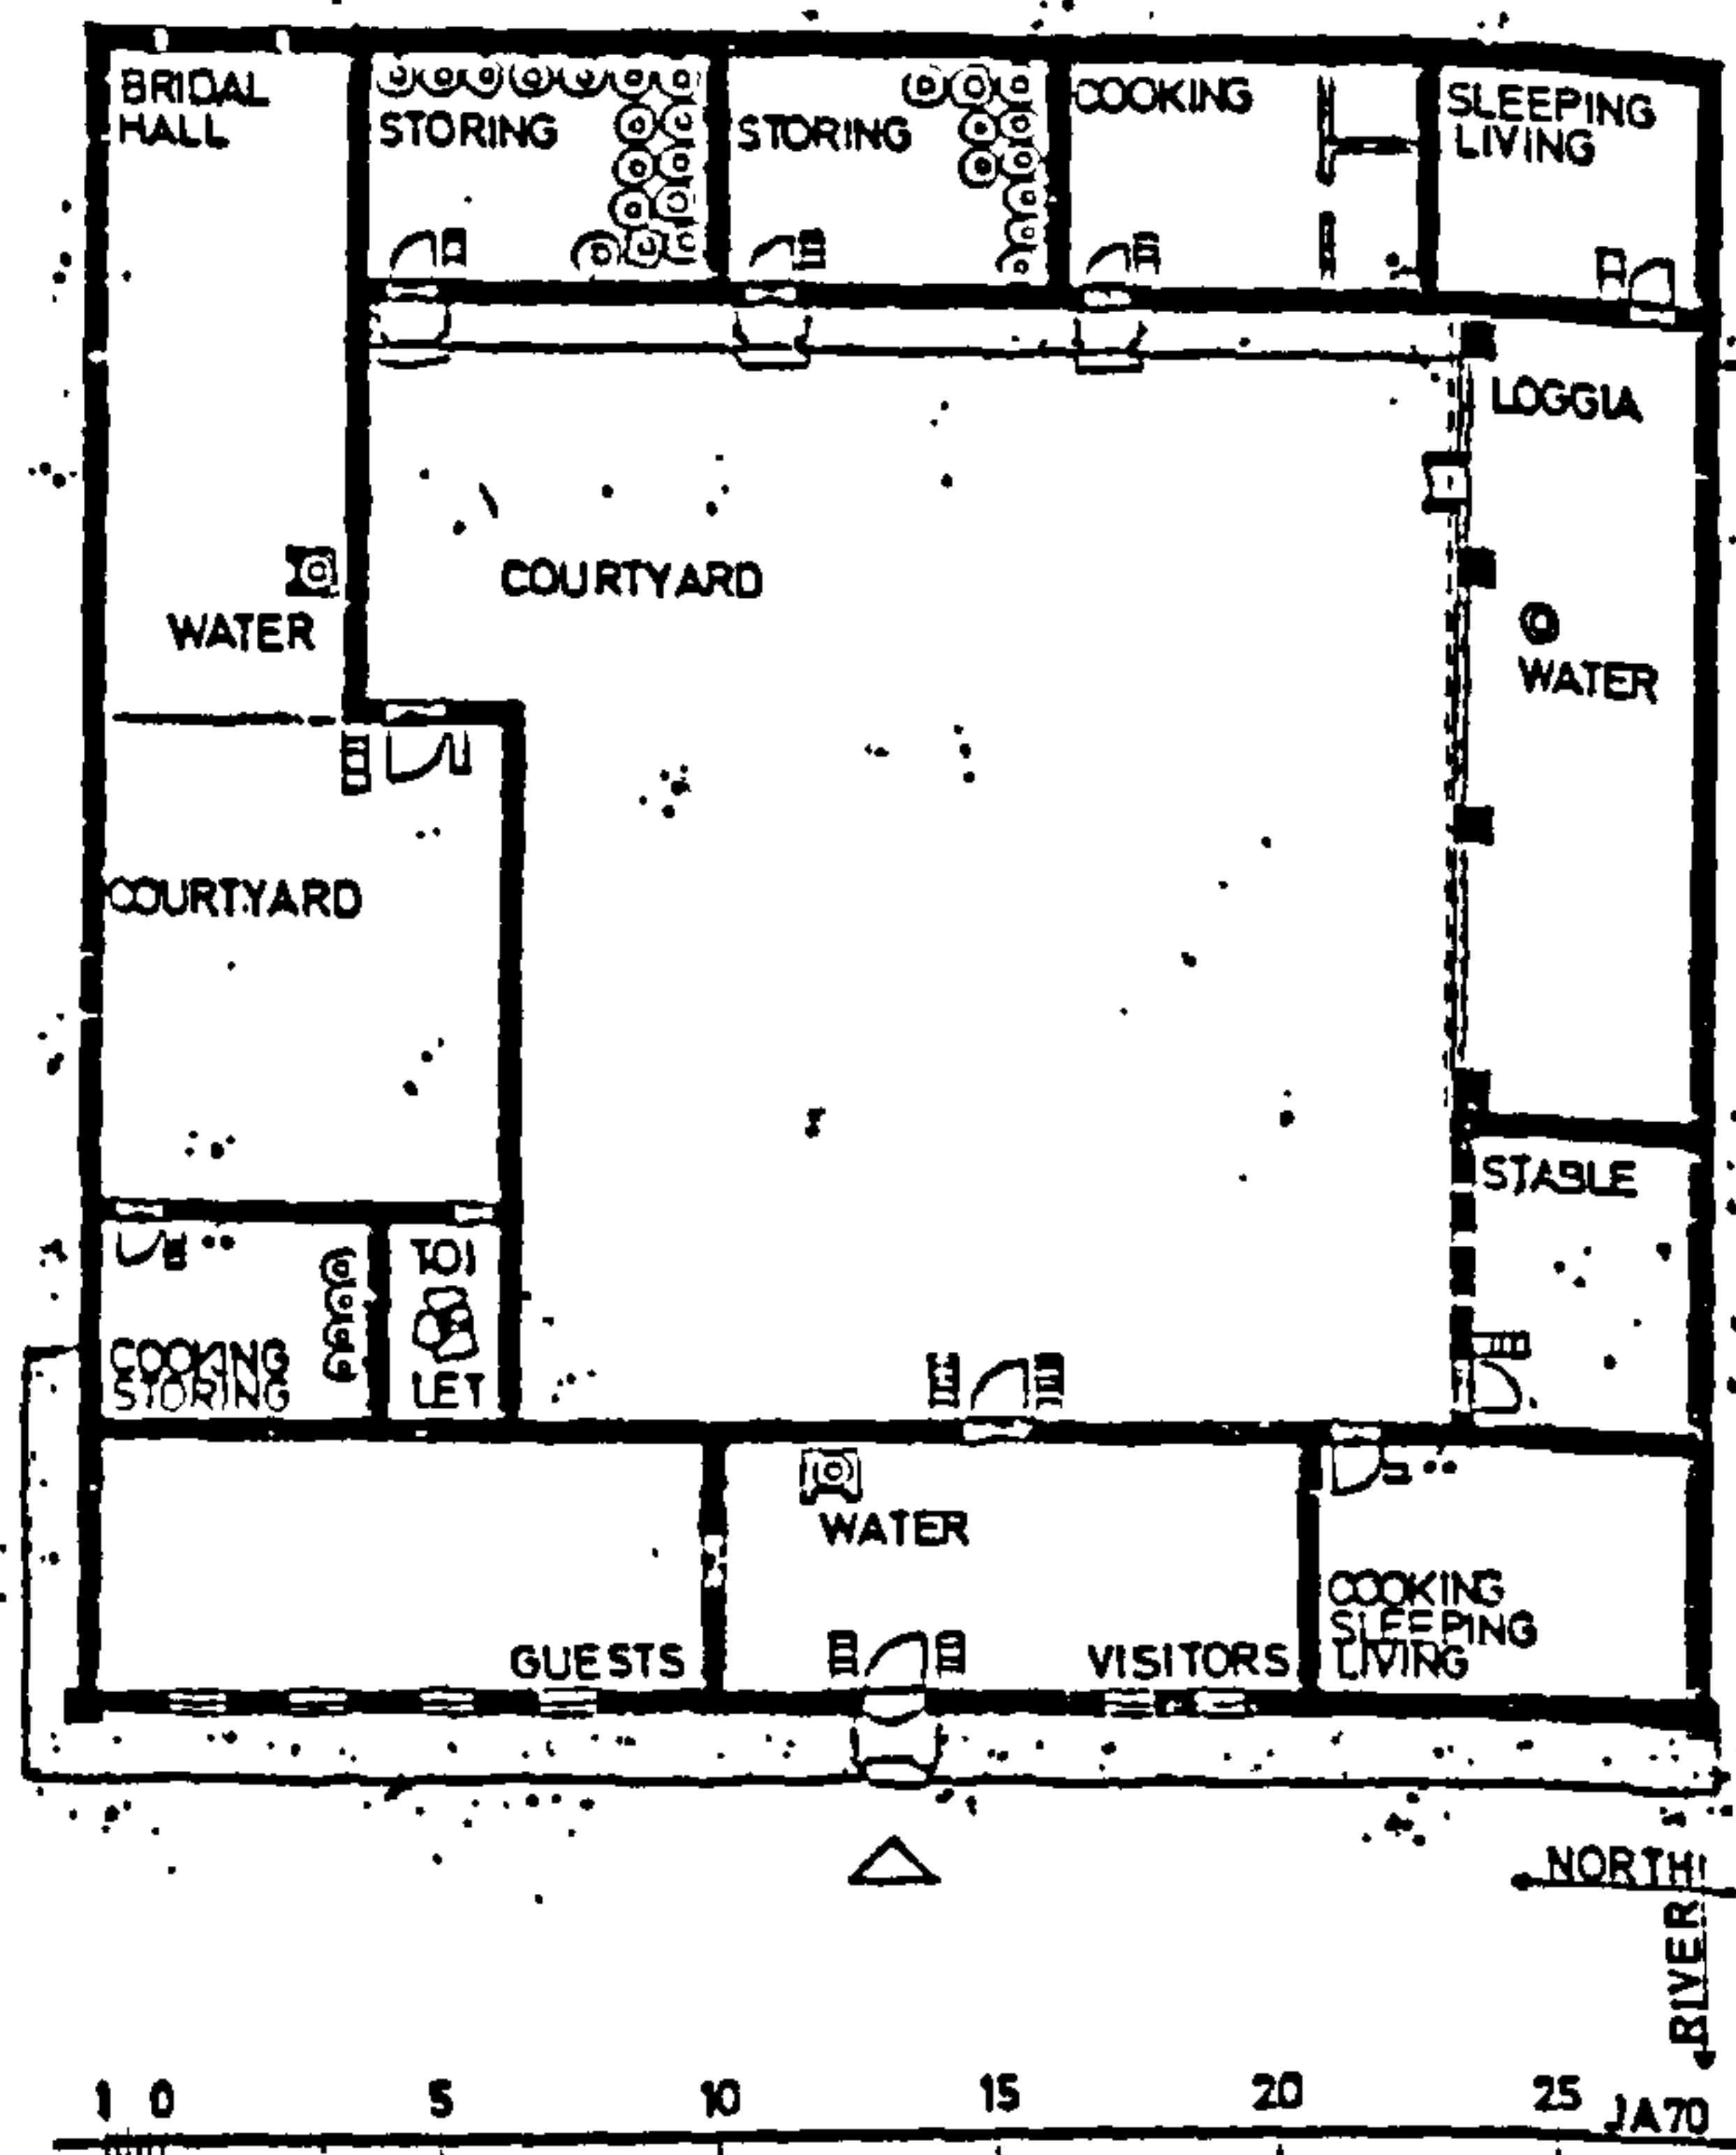 BRIDAL
HALL
STORING
STORING
COOKING
SLEEPING
LIVING
LOGGIA
COURTYARD
WATER
WATER
COURTYARD
STABLE
TOI
LET
COOKING
STORING
WATER
GUESTS
VISITORS
COOKING
SLEEPING
LIVING
NORTH
RIVER
1 0 5 10 15 20 25
JA70